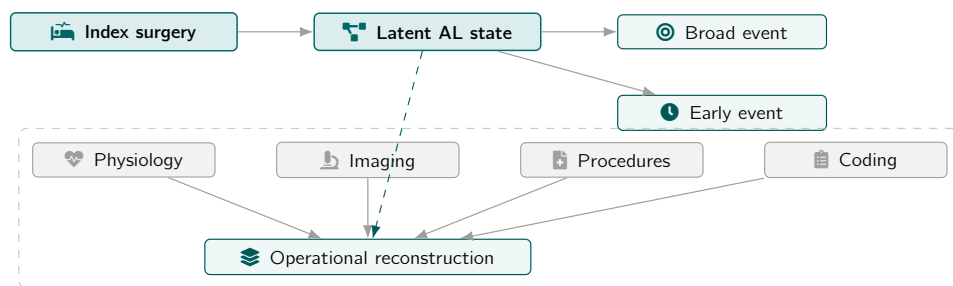 Index surgery
Latent AL state
Broad event
Early event
Physiology
Imaging
Procedures
Coding
Operational reconstruction